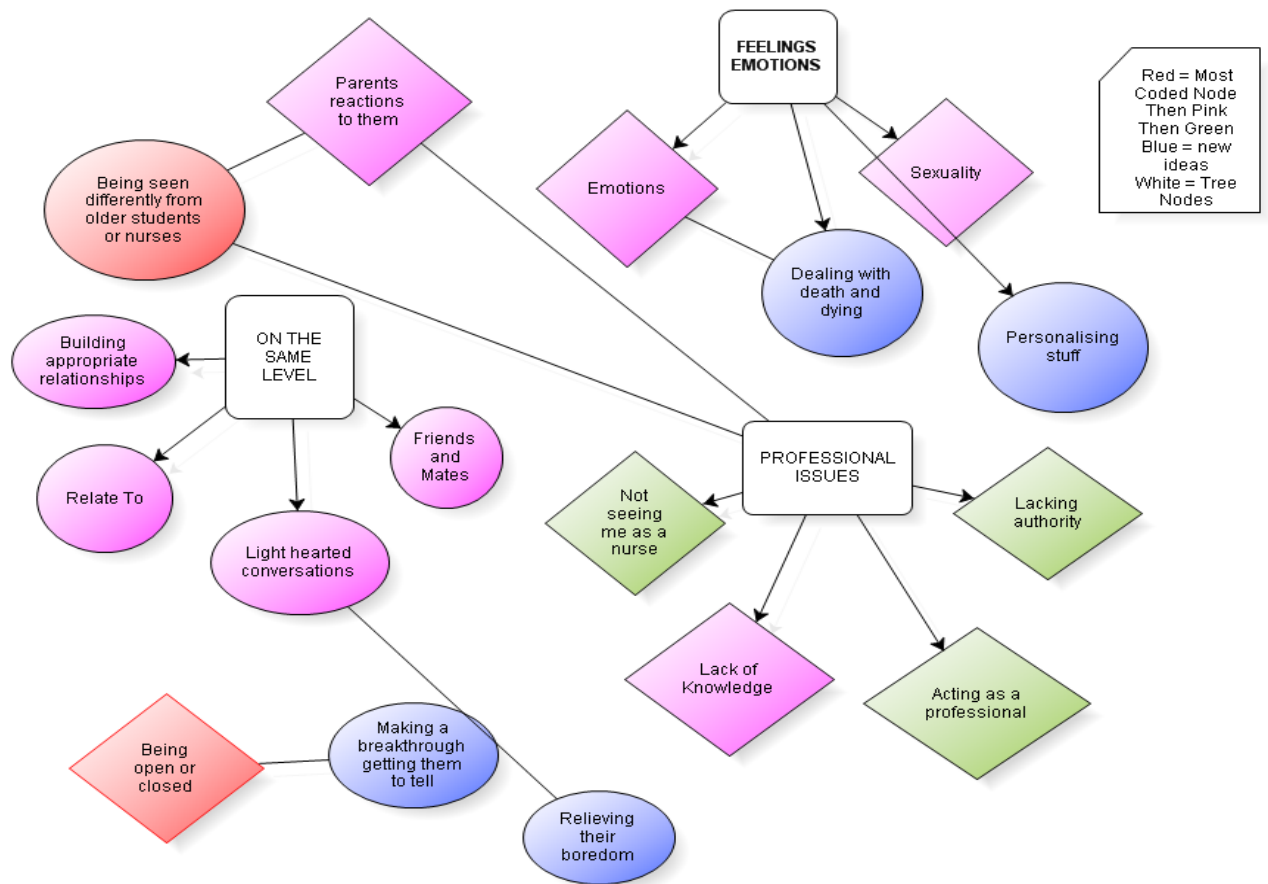 FEELINGS
EMOTIONS
Red = Most
Coded Node
Then Pink
Then Green
Blue = new
ideas
White = Tree
Nodes
Parents
reactions
to them
Being seen
differently from
older students
or nurses
Emotions
Sexuality
Dealing with
death and
dying
Personalising
stuff
Building
appropriate
relationships
ON THE
SAME
LEVEL
Friends
and
Mates
Relate To
Light hearted
conversations
PROFESSIONAL
ISSUES
Not
seeing
me as a
nurse
Lacking
authority
Lack of
Knowledge
Acting as a
professional
Being
open or
closed
Making a
breakthrough
getting them
to tell
Relieving
their
boredom